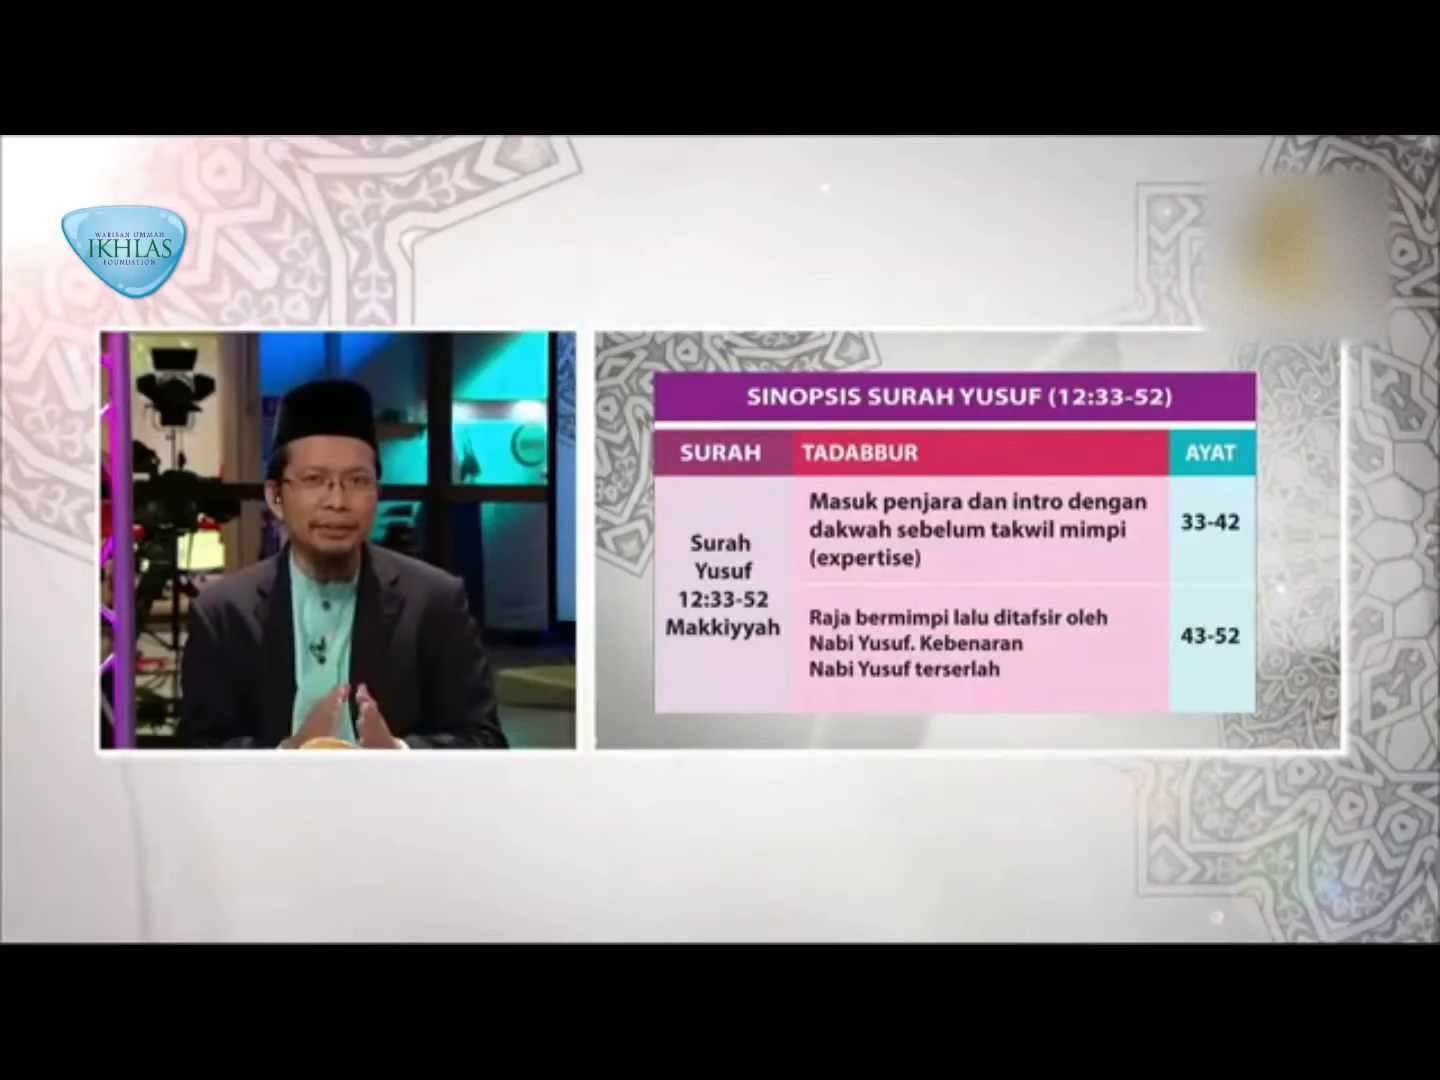 WARISAN UMMAH
IKHLAS
FOUNDATION
SINOPSIS SURAH YUSUF (12:33-52)
SURAH
TADABBUR
AYAT
Surah
Yusuf
12:33-52
Makkiyyah
Masuk penjara dan intro dengan
dakwah sebelum takwil mimpi
(expertise)
33-42
Raja bermimpi lalu ditafsir oleh
Nabi Yusuf. Kebenaran
Nabi Yusuf terserlah
43-52